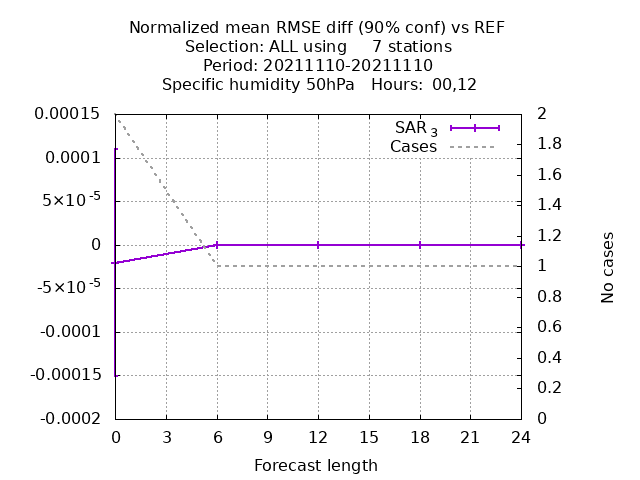 Normalized mean RMSE diff (90% conf) vs REF
Selection: ALL using     7 stations
Period: 20211110-20211110
Specific humidity 50hPa   Hours:  00,12
SAR 3
Cases
0.00015
0.0001
5×10 -5
0
-5×10 -5
-0.0001
-0.00015
-0.0002
2
1.8
1.6
1.4
1.2
1
0.8
0.6
0.4
0.2
0
No cases
0 3 6 9 12 15 18 21 24
Forecast length